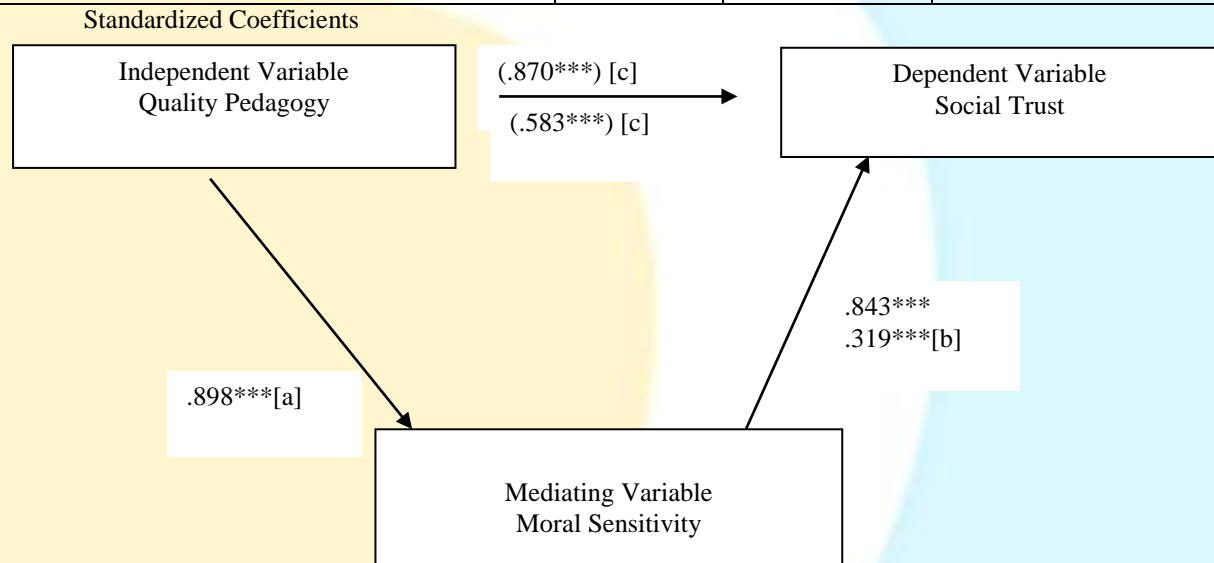 Standardized Coefficients
Independent Variable
Quality Pedagogy
(.870***) [c]
(.583***) [c]
Dependent Variable
Social Trust
.843***
.319***[b]
.898***[a]
Mediating Variable
Moral Sensitivity